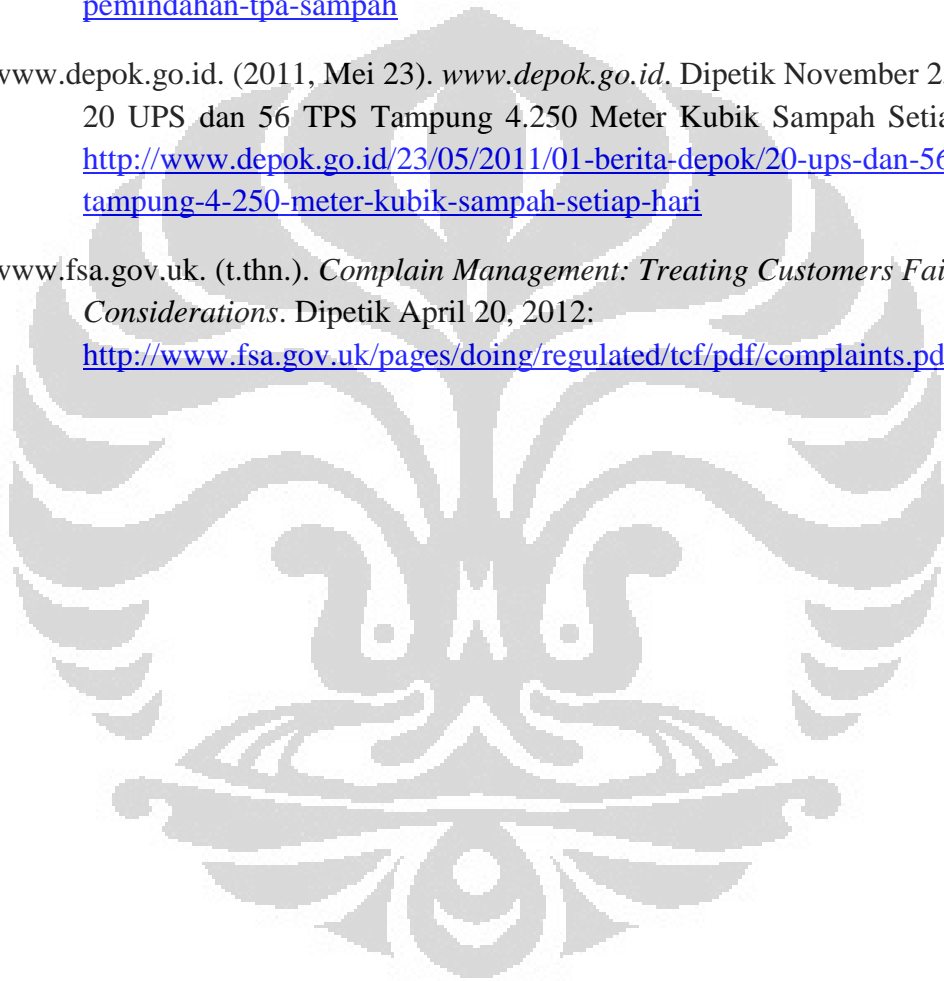 pemindahan-tpa-sampah
www.depok.go.id. (2011, Mei 23). www.depok.go.id. Dipetik November 2
20 UPS dan 56 TPS Tampung 4.250 Meter Kubik Sampah Setia
http://www.depok.go.id/23/05/2011/01-berita-depok/20-ups-dan-56
tampung-4-250-meter-kubik-sampah-setiap-hari
www.fsa.gov.uk. (t.thn.). Complain Management: Treating Customers Fai
Considerations. Dipetik April 20, 2012:
http://www.fsa.gov.uk/pages/doing/regulated/tcf/pdf/complaints.pd